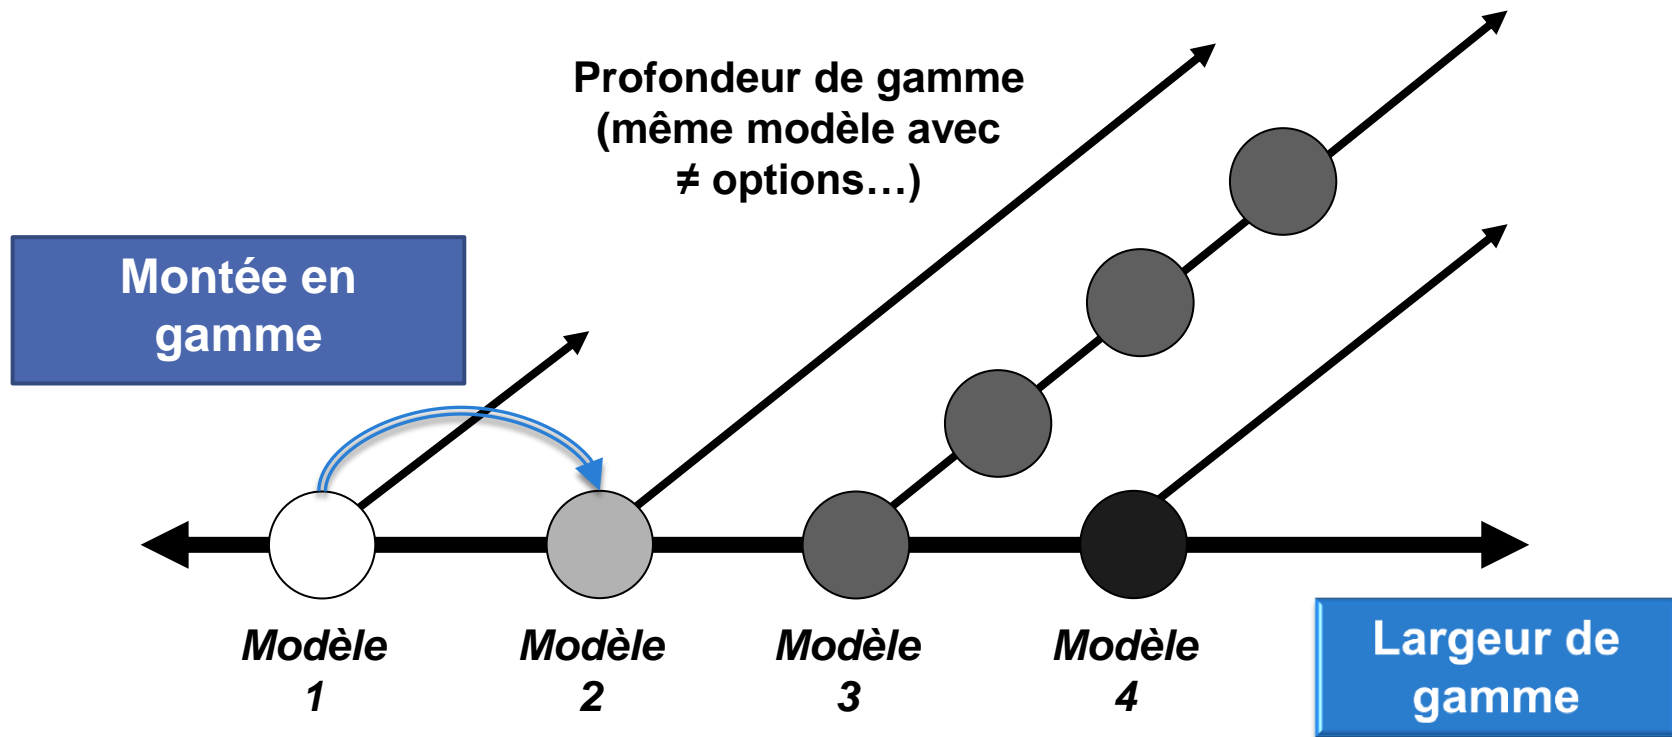 Profondeur de gamme
(même modèle avec
≠ options…)
Montée en
gamme
Modèle
1
Modèle
2
Modèle
3
Modèle
4
Largeur de
gamme